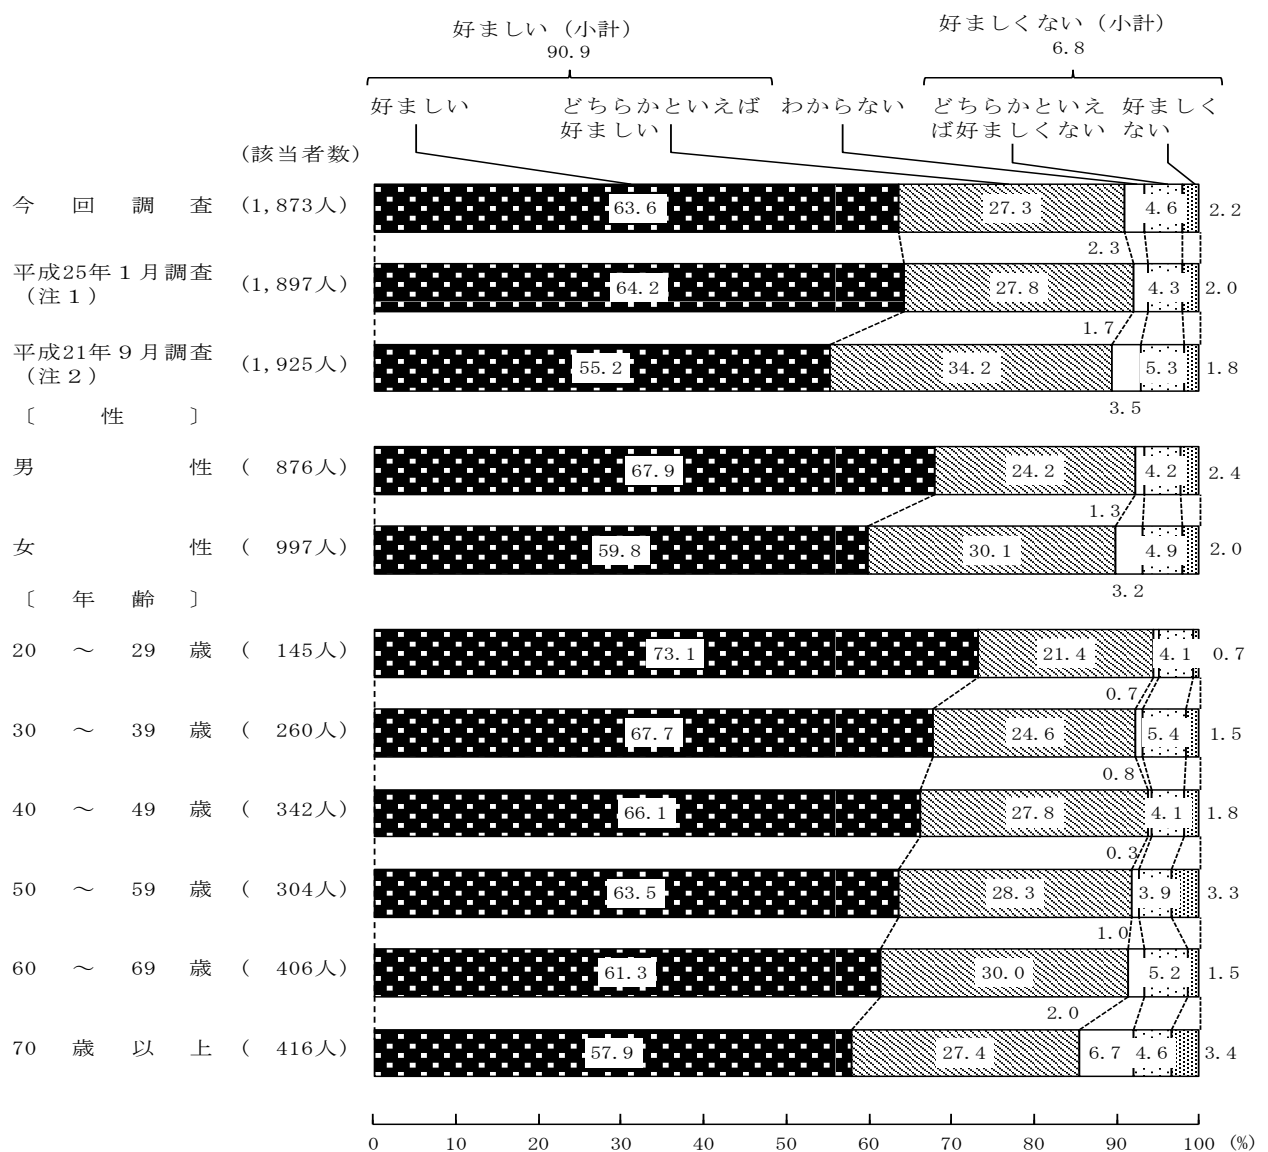 好ましい（小計）
90.9
好ましくない（小計）
6.8
好ましい
どちらかといえば
好ましい
わからない
どちらかといえ
ば好ましくない
好ましく
ない
(該当者数)
今回調査 (1,873人) 63.6 27.3 4.6 2.2
2.3
平成25年１月調査
（注１） (1,897人) 64.2 27.8 4.3 2.0
1.7
平成21年９月調査
（注２） (1,925人) 55.2 34.2 5.3 1.8
3.5
〔性〕
男性 ( 876人) 67.9 24.2 4.2 2.4
1.3
女性 ( 997人) 59.8 30.1 4.9 2.0
3.2
〔年齢〕
20 ～ 29 歳 ( 145人) 73.1 21.4 4.1 0.7
0.7
30 ～ 39 歳 ( 260人) 67.7 24.6 5.4 1.5
0.8
40 ～ 49 歳 ( 342人) 66.1 27.8 4.1 1.8
0.3
50 ～ 59 歳 ( 304人) 63.5 28.3 3.9 3.3
1.0
60 ～ 69 歳 ( 406人) 61.3 30.0 5.2 1.5
2.0
70 歳以上 ( 416人) 57.9 27.4 6.7 4.6 3.4
0 10 20 30 40 50 60 70 80 90 100 (%)